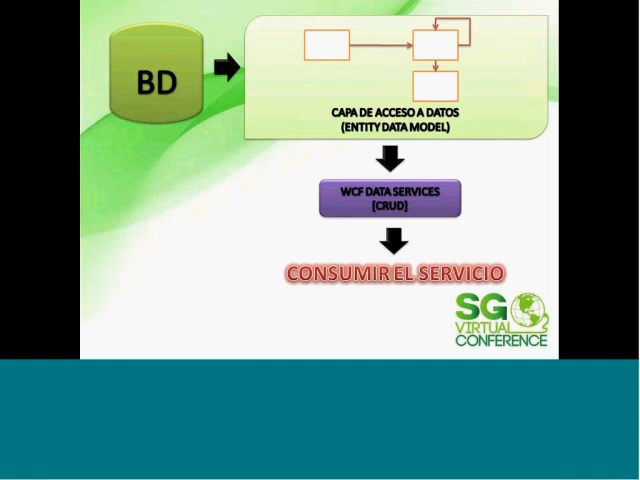 BD
CAPA DE ACCESO A DATOS
(ENTITY DATA MODEL)
WCF DATA SERVICES
[CRUD]
CONSUMIR EL SERVICIO
SG
VIRTUAL
CONFERENCE